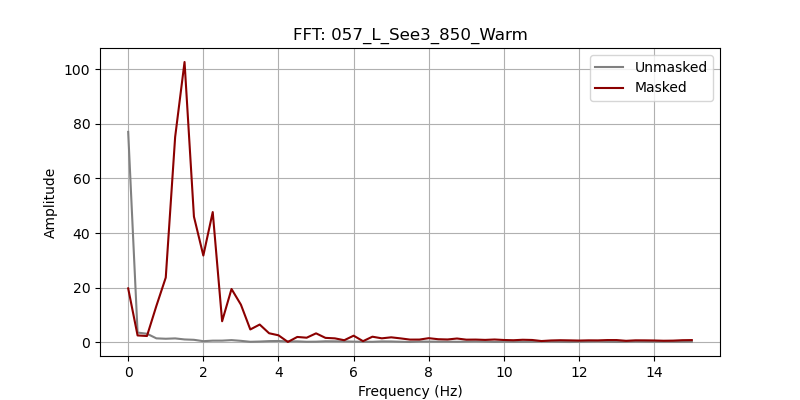 FFT: 057_L_See3_850_Warm
Unmasked
Masked
100
80
60
40
20
0
Amplitude
0 2 4 6 8 10 12 14
Frequency (Hz)